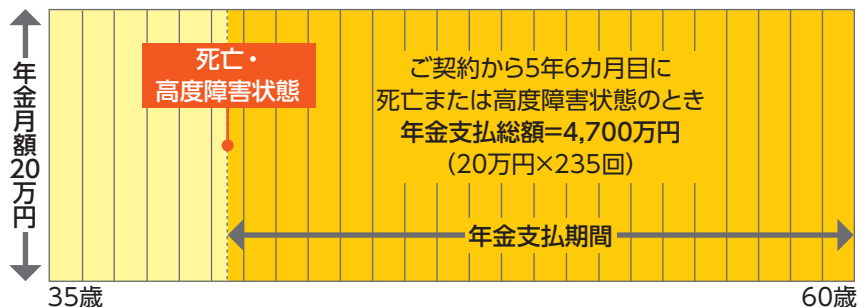 年金月額20万円
死亡・
高度障害状態
ご契約から5年6カ月目に
死亡または高度障害状態のとき
年金支払総額=4,700万円
（20万円×235回）
年金支払期間
35歳
60歳